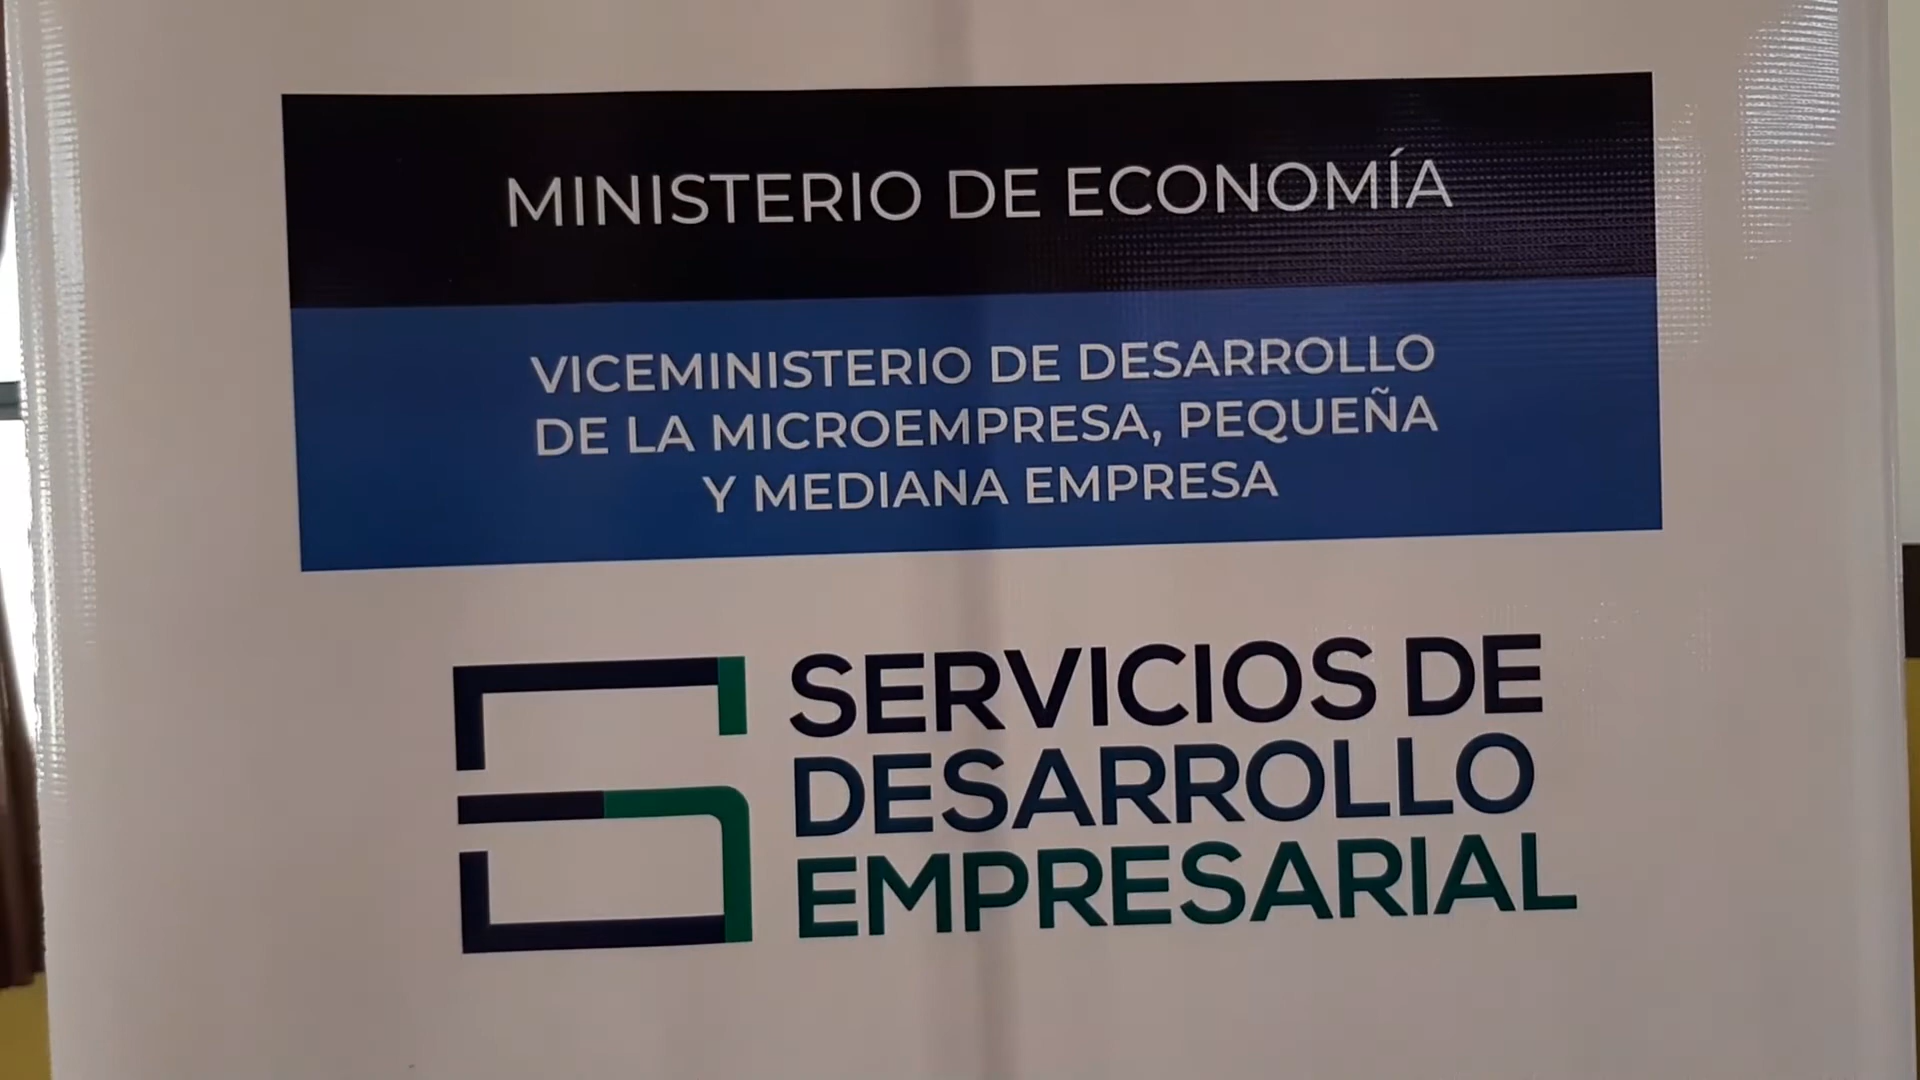 MINISTERIO DE ECONOMÍA
VICEMINISTERIO DE DESARROLLO
DE LA MICROEMPRESA, PEQUEÑA
Y MEDIANA EMPRESA
SERVICIOS DE
DESARROLLO
EMPRESARIAL